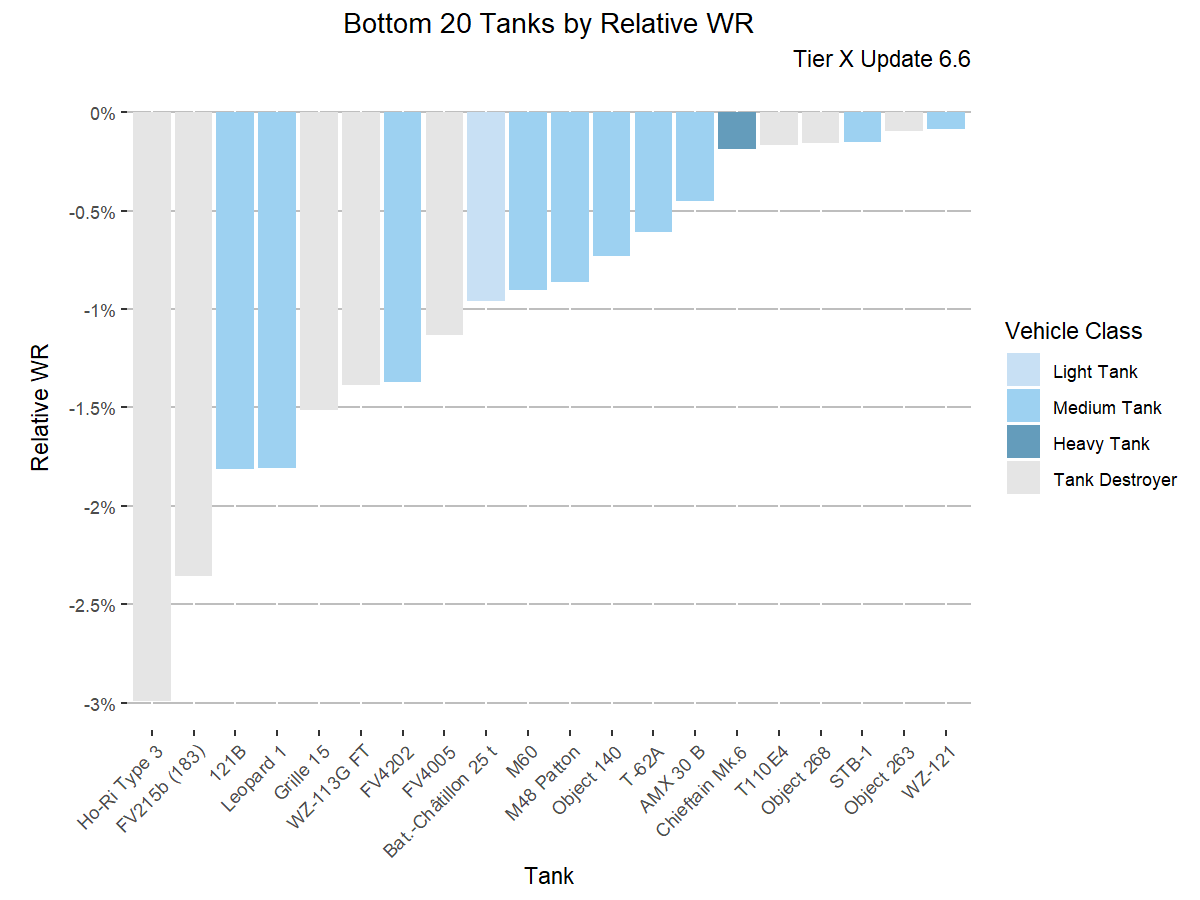 Bottom 20 Tanks by Relative WR
Tier X Update 6.6
0%
-0.5%
-1%
-1.5%
-2%
-2.5%
-3%
Relative WR
Ho-Ri Type 3
FV215b (183)
121B
Leopard 1
Grille 15
WZ-113G FT
FV4202
FV4005
Bat.-Châtillon 25 t
M60
M48 Patton
Object 140
T-62A
AMX 30 B
Chieftain Mk.6
T110E4
Object 268
STB-1
Object 263
WZ-121
Tank
Vehicle Class
Light Tank
Medium Tank
Heavy Tank
Tank Destroyer